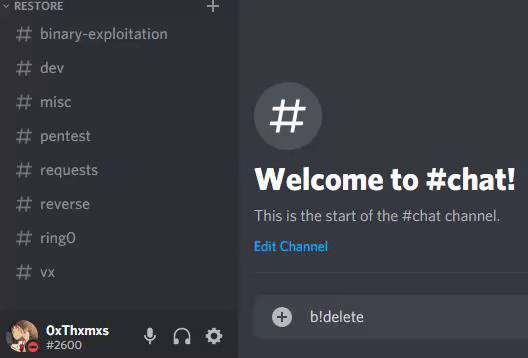 RESTORE
# binary-exploitation
# dev
# misc
# pentest
# requests
# reverse
# ring0
# vx
0xThxmxs
#2600
#
Welcome to #chat!
This is the start of the #chat channel.
Edit Channel
b!delete